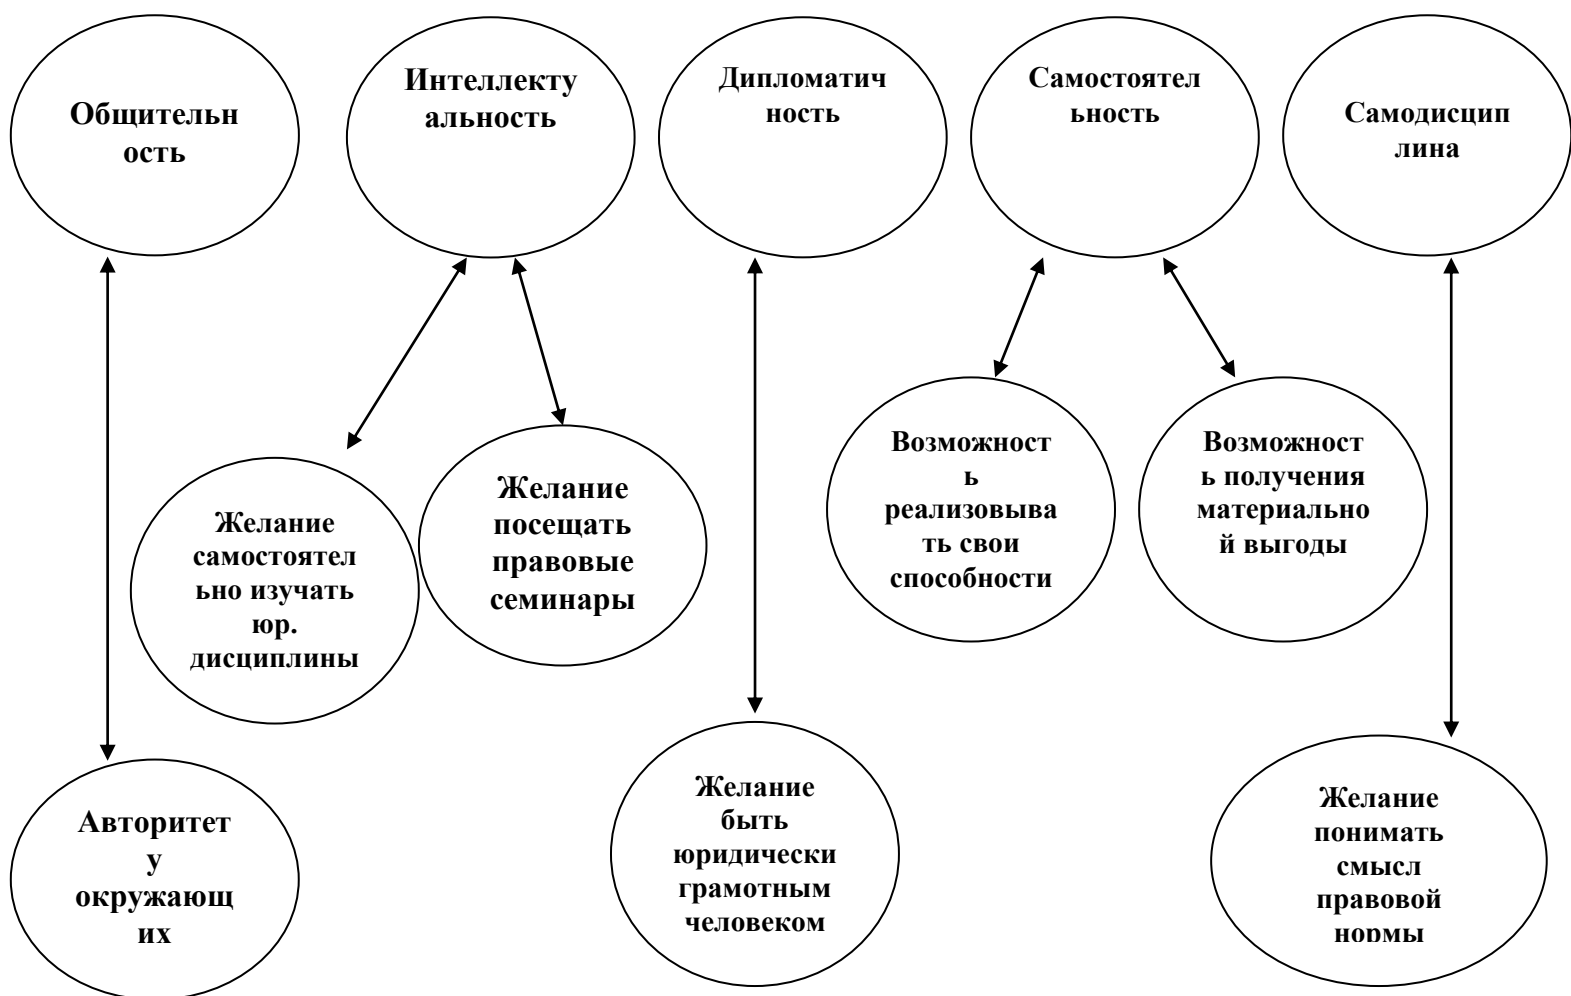 Общительн
ость
Интеллекту
альность
Дипломатич
ность
Самостоятел
ьность
Самодисцип
лина
Желание
самостоятел
ьно изучать
юр.
дисциплины
Желание
посещать
правовые
семинары
Возможност
ь
реализовыва
ть свои
способности
Возможност
ь получения
материально
й выгоды
Авторитет
у
окружающ
их
Желание
быть
юридически
грамотным
человеком
Желание
понимать
смысл
правовой
нормы